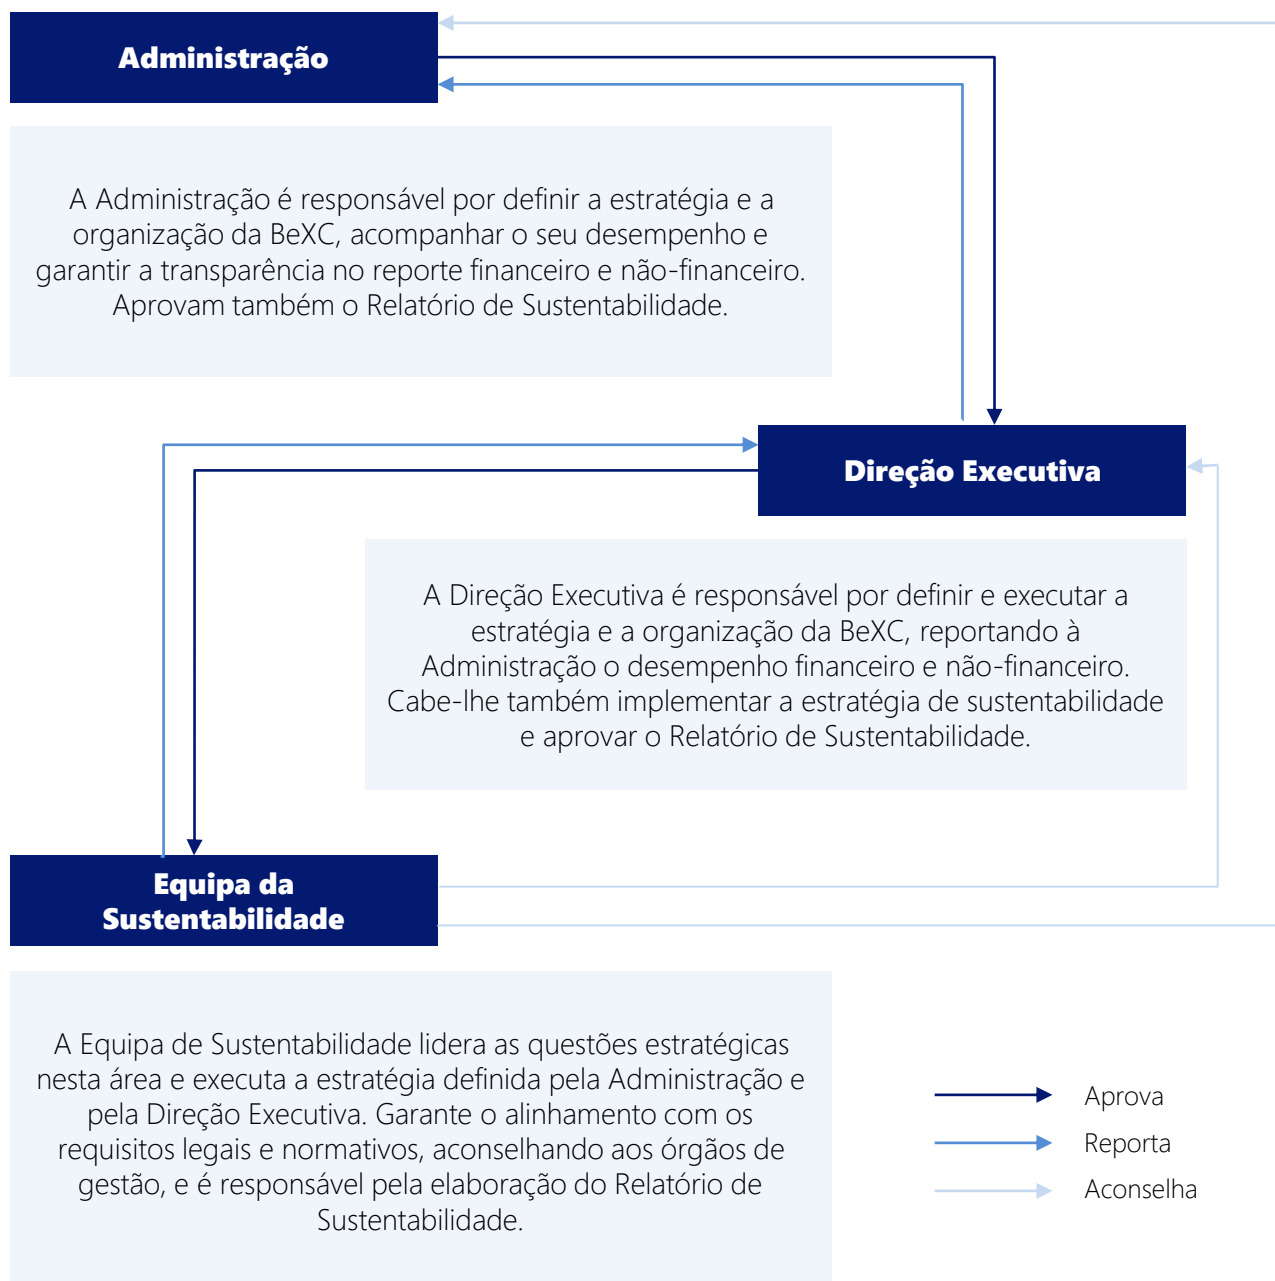 Administração
A Administração é responsável por definir a estratégia e a
organização da BeXC, acompanhar o seu desempenho e
garantir a transparência no reporte financeiro e não-financeiro.
Aprovam também o Relatório de Sustentabilidade.
Direção Executiva
A Direção Executiva é responsável por definir e executar a
estratégia e a organização da BeXC, reportando à
Administração o desempenho financeiro e não-financeiro.
Cabe-lhe também implementar a estratégia de sustentabilidade
e aprovar o Relatório de Sustentabilidade.
Equipa da
Sustentabilidade
A Equipa de Sustentabilidade lidera as questões estratégicas
nesta área e executa a estratégia definida pela Administração e
pela Direção Executiva. Garante o alinhamento com os
requisitos legais e normativos, aconselhando aos órgãos de
gestão, e é responsável pela elaboração do Relatório de
Sustentabilidade.
Aprova
Reporta
Aconselha